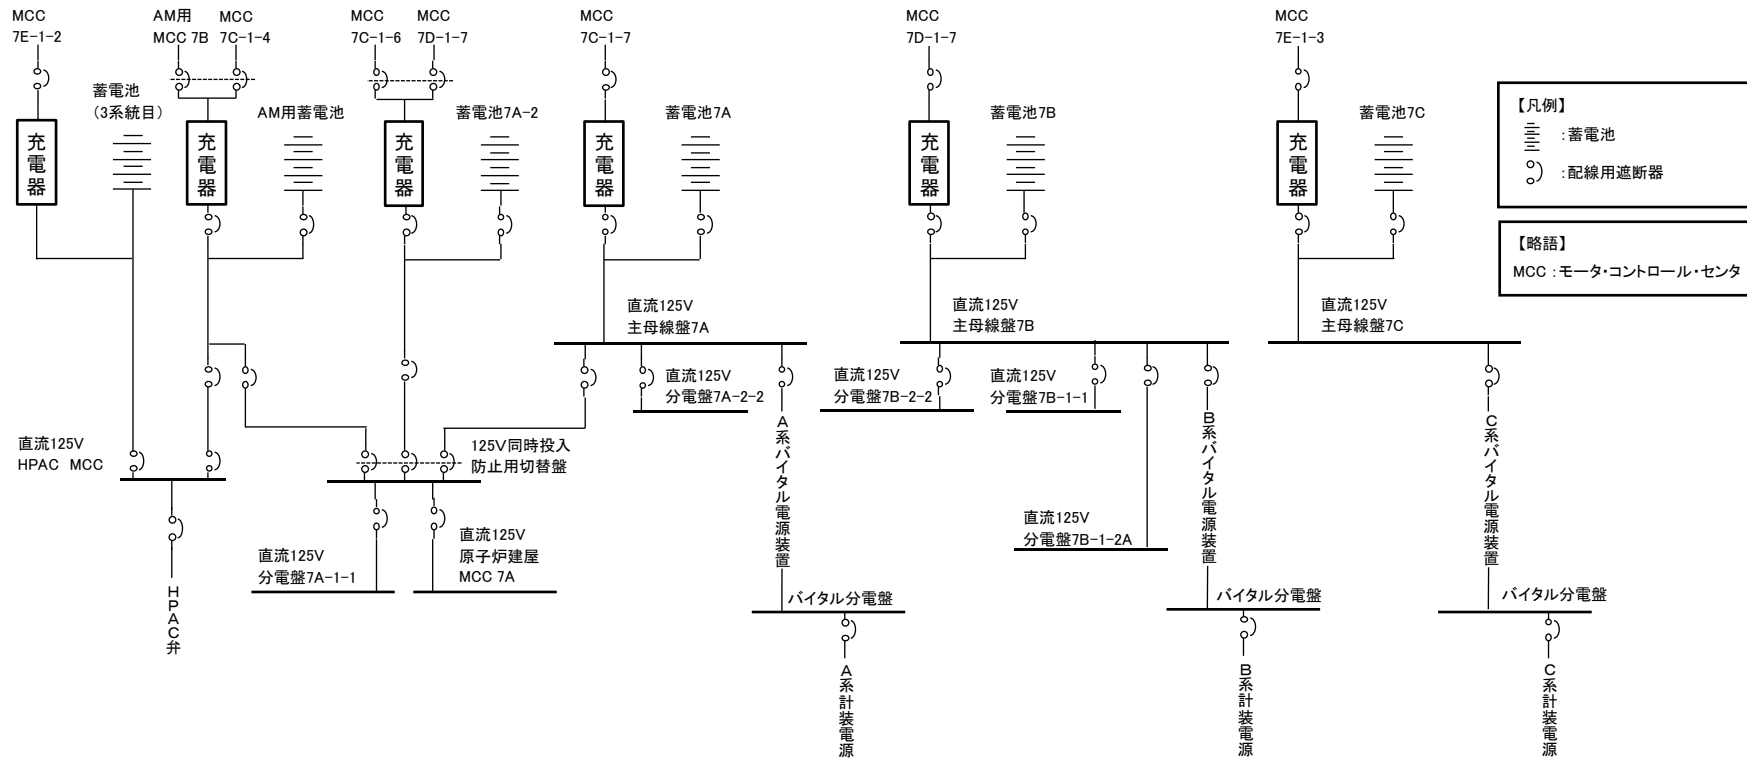 MCC
7E-1-2
AM用
MCC 7B
MCC
7C-1-4
MCC
7C-1-6
MCC
7D-1-7
MCC
7C-1-7
MCC
7D-1-7
MCC
7E-1-3
蓄電池
(3系統目)
AM用蓄電池
蓄電池7A-2
蓄電池7A
蓄電池7B
蓄電池7C
充電器
充電器
充電器
充電器
充電器
充電器
【凡例】
:蓄電池
:配線用遮断器
【略語】
MCC:モータ・コントロール・センタ
直流125V
主母線盤7A
直流125V
主母線盤7B
直流125V
主母線盤7C
直流125V
分電盤7A-2-2
直流125V
分電盤7B-2-2
直流125V
分電盤7B-1-1
直流125V
HPAC MCC
125V同時投入
防止用切替盤
A系バイタル電源装置
B系バイタル電源装置
C系バイタル電源装置
直流125V
分電盤7B-1-2A
直流125V
分電盤7A-1-1
直流125V
原子炉建屋
MCC 7A
HPAC弁
バイタル分電盤
バイタル分電盤
バイタル分電盤
A系計装電源
B系計装電源
C系計装電源